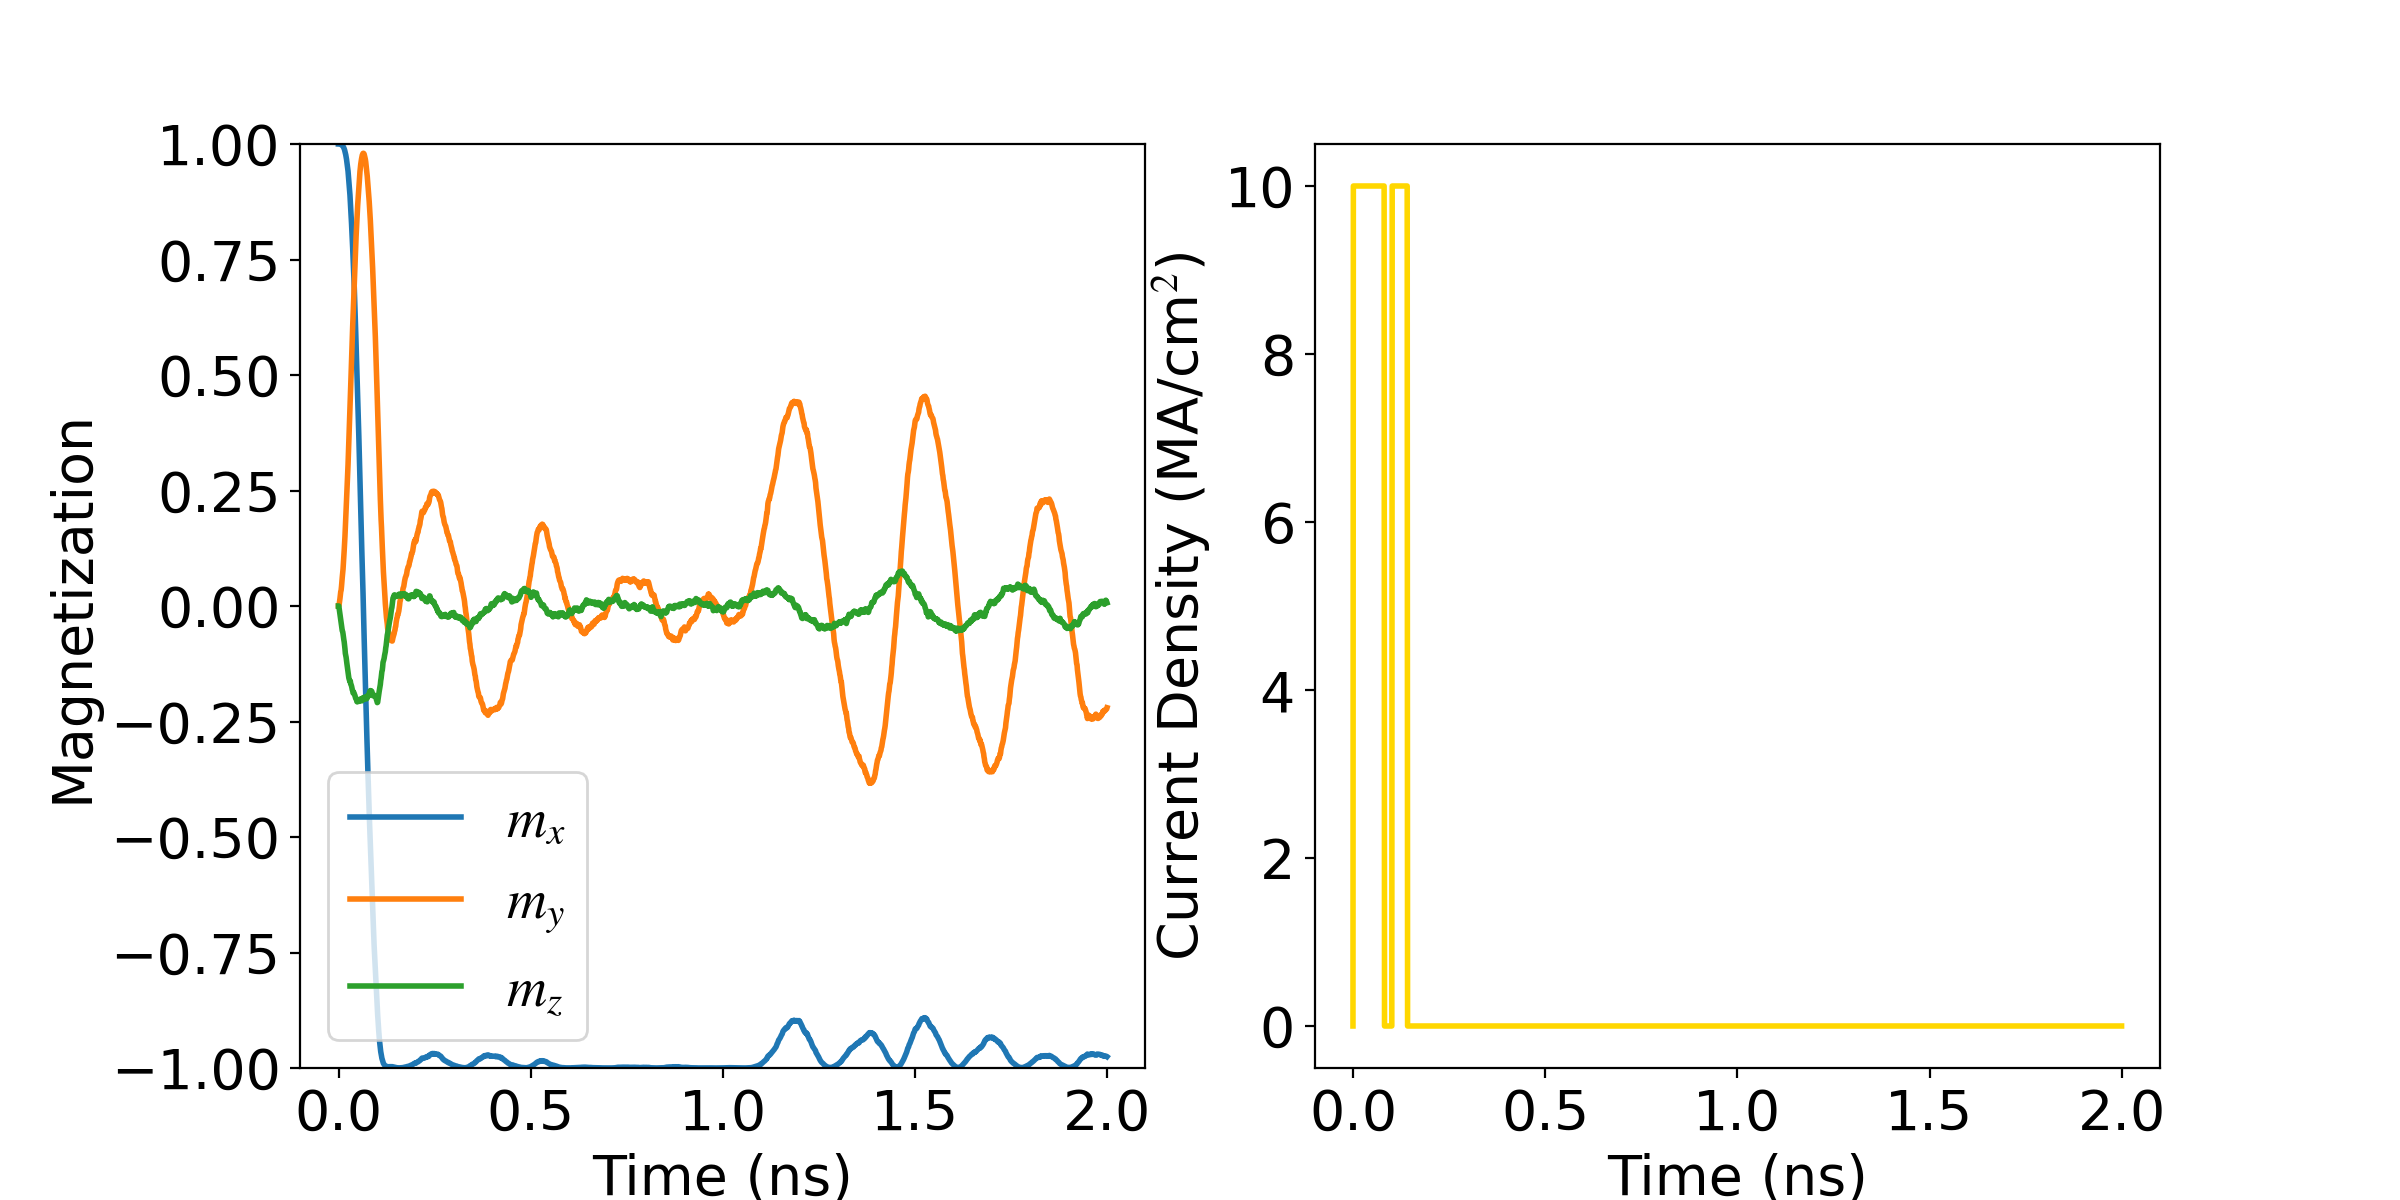 Magnetization
1.00
0.75
0.50
0.25
0.00
−0.25
−0.50
−0.75
−1.00
0.0 0.5 1.0 1.5 2.0
Time (ns)
m_x
m_y
m_z
Current Density (MA/cm²)
10
8
6
4
2
0
0.0 0.5 1.0 1.5 2.0
Time (ns)